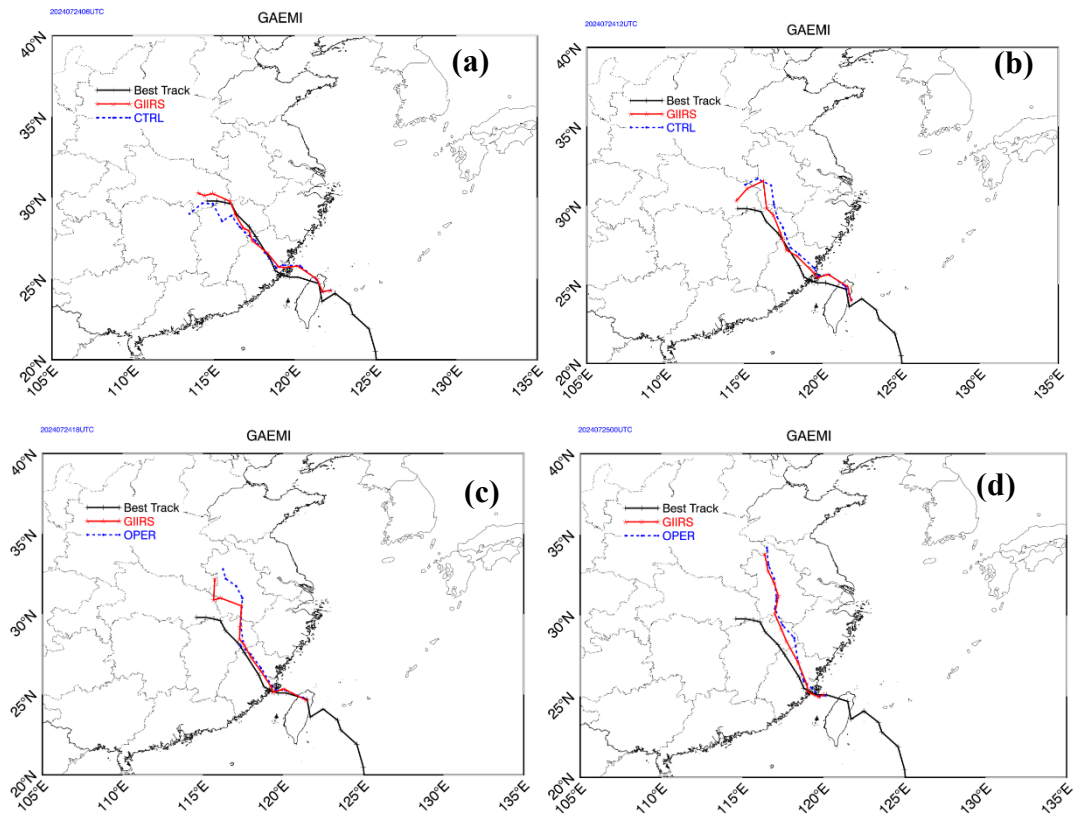 2024072406UTC
GAEMI
(a)
Best Track
GIIRS
CTRL
40°N
35°N
30°N
25°N
20°N
105°E
110°E
115°E
120°E
125°E
130°E
135°E
2024072412UTC
GAEMI
(b)
Best Track
GIIRS
CTRL
40°N
35°N
30°N
25°N
20°N
105°E
110°E
115°E
120°E
125°E
130°E
135°E
2024072418UTC
GAEMI
(c)
Best Track
GIIRS
OPER
40°N
35°N
30°N
25°N
20°N
105°E
110°E
115°E
120°E
125°E
130°E
135°E
2024072500UTC
GAEMI
(d)
Best Track
GIIRS
OPER
40°N
35°N
30°N
25°N
20°N
105°E
110°E
115°E
120°E
125°E
130°E
135°E